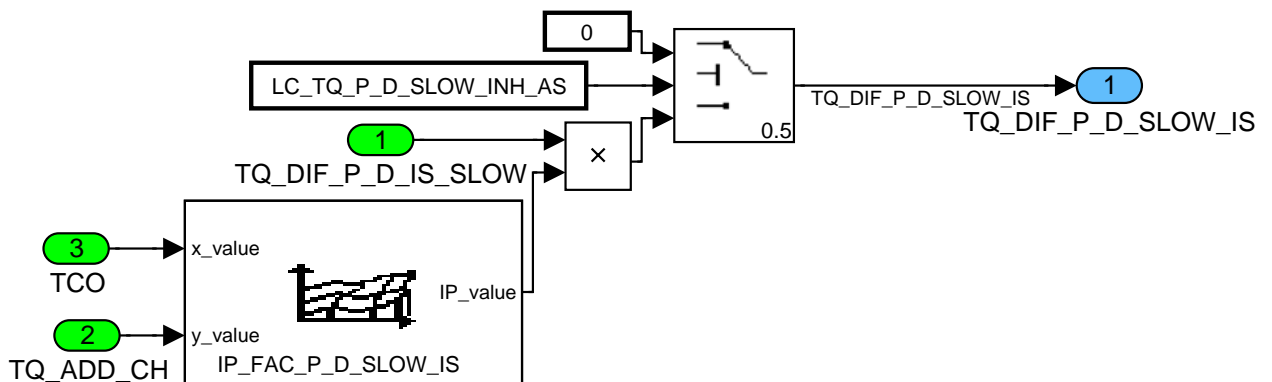 0
LC_TQ_P_D_SLOW_INH_AS
0.5
TQ_DIF_P_D_SLOW_IS
1
TQ_DIF_P_D_SLOW_IS
1
TQ_DIF_P_D_IS_SLOW
×
3
TCO
x_value
IP_value
2
TQ_ADD_CH
y_value
IP_FAC_P_D_SLOW_IS